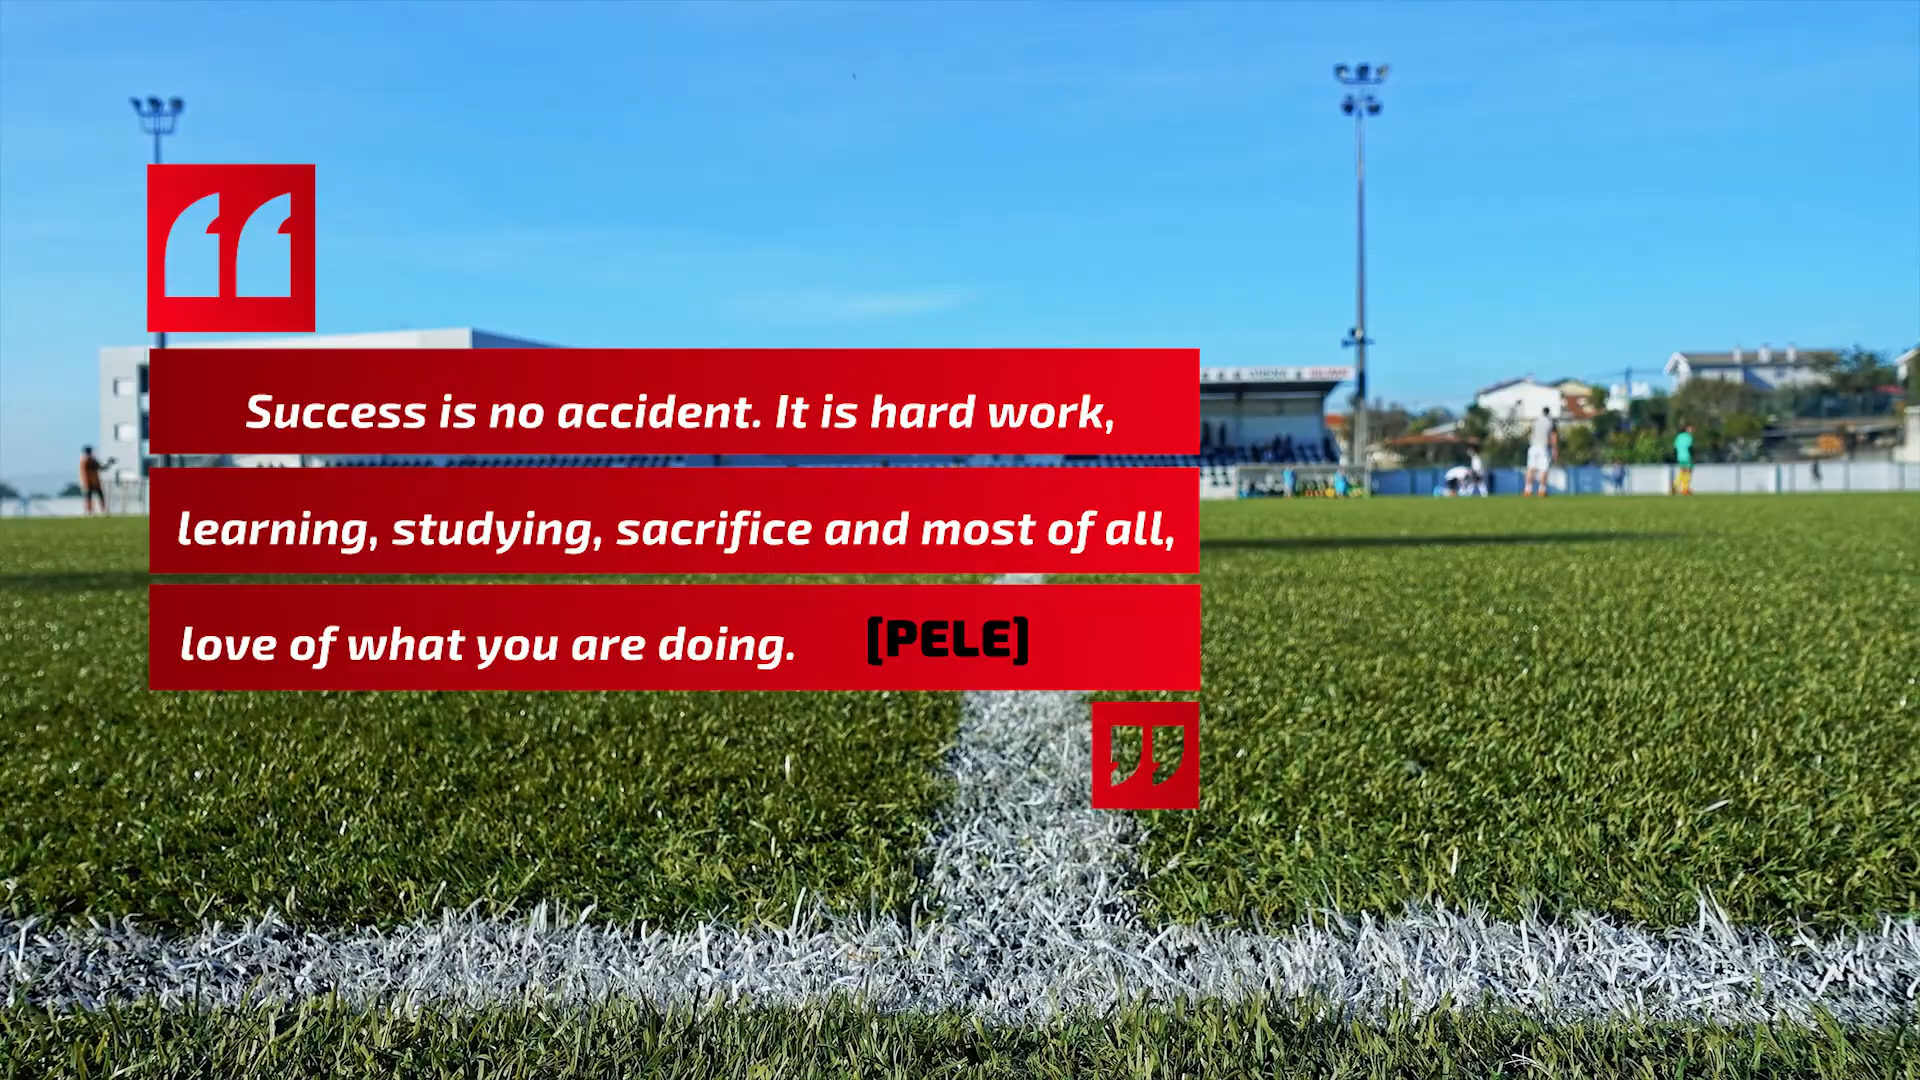 Success is no accident. It is hard work,
learning, studying, sacrifice and most of all,
love of what you are doing. [PELE]